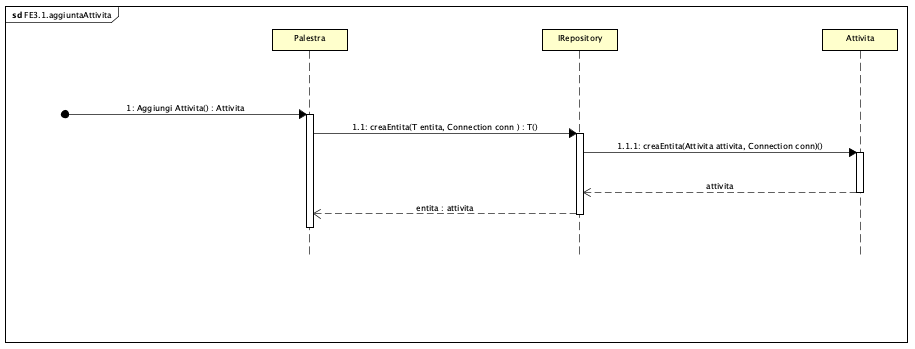 sd FE3.1.aggiuntaAttivita
Palestra
IRepository
Attivita
1: Aggiungi Attivita() : Attivita
1.1: creaEntita(T entita, Connection conn ) : T()
1.1.1: creaEntita(Attivita attivita, Connection conn)()
attivita
entita : attivita